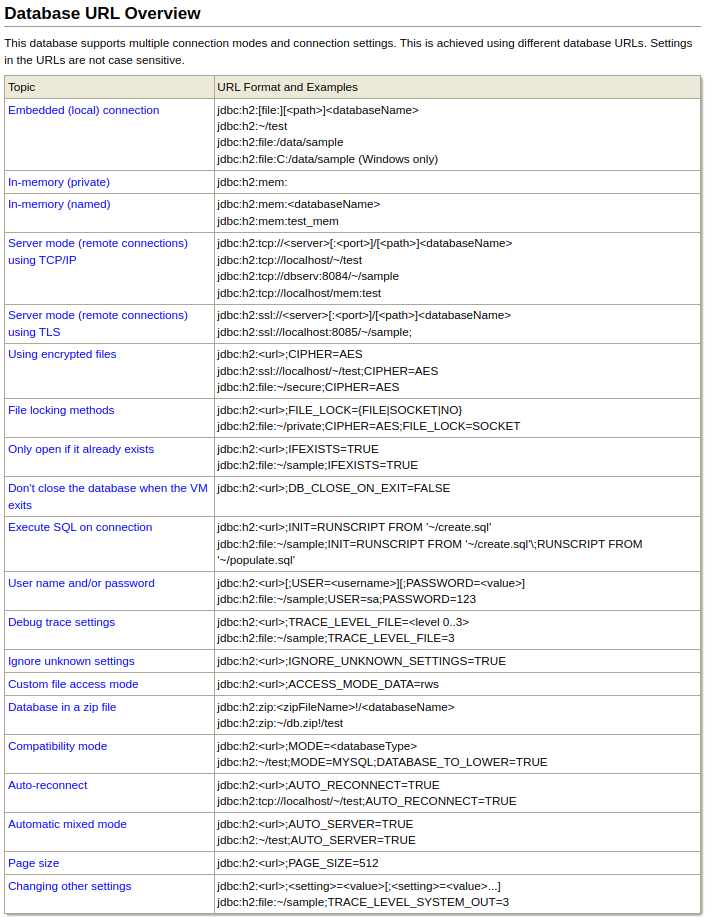 Database URL Overview
This database supports multiple connection modes and connection settings. This is achieved using different database URLs. Settings
in the URLs are not case sensitive.
Topic URL Format and Examples
Embedded (local) connection jdbc:h2:[file:][<path>]<databaseName>
jdbc:h2:~/test
jdbc:h2:file:/data/sample
jdbc:h2:file:C:/data/sample (Windows only)
In-memory (private) jdbc:h2:mem:
In-memory (named) jdbc:h2:mem:<databaseName>
jdbc:h2:mem:test_mem
Server mode (remote connections) jdbc:h2:tcp://<server>[:<port>]/[<path>]<databaseName>
using TCP/IP jdbc:h2:tcp://localhost/~/test
jdbc:h2:tcp://dbserv:8084/~/sample
jdbc:h2:tcp://localhost/mem:test
Server mode (remote connections) jdbc:h2:ssl://<server>[:<port>]/[<path>]<databaseName>
using TLS jdbc:h2:ssl://localhost:8085/~/sample;
Using encrypted files jdbc:h2:<url>;CIPHER=AES
jdbc:h2:ssl://localhost/~/test;CIPHER=AES
jdbc:h2:file:~/secure;CIPHER=AES
File locking methods jdbc:h2:<url>;FILE_LOCK={FILE|SOCKET|NO}
jdbc:h2:file:~/private;CIPHER=AES;FILE_LOCK=SOCKET
Only open if it already exists jdbc:h2:<url>;IFEXISTS=TRUE
jdbc:h2:file:~/sample;IFEXISTS=TRUE
Don't close the database when the VM jdbc:h2:<url>;DB_CLOSE_ON_EXIT=FALSE
exits
Execute SQL on connection jdbc:h2:<url>;INIT=RUNSCRIPT FROM '~/create.sql'
jdbc:h2:file:~/sample;INIT=RUNSCRIPT FROM '~/create.sql'\;RUNSCRIPT FROM
'~/populate.sql'
User name and/or password jdbc:h2:<url>[;USER=<username>][;PASSWORD=<value>]
jdbc:h2:file:~/sample;USER=sa;PASSWORD=123
Debug trace settings jdbc:h2:<url>;TRACE_LEVEL_FILE=<level 0..3>
jdbc:h2:file:~/sample;TRACE_LEVEL_FILE=3
Ignore unknown settings jdbc:h2:<url>;IGNORE_UNKNOWN_SETTINGS=TRUE
Custom file access mode jdbc:h2:<url>;ACCESS_MODE_DATA=rws
Database in a zip file jdbc:h2:zip:<zipFileName>!/<databaseName>
jdbc:h2:zip:~/db.zip!/test
Compatibility mode jdbc:h2:<url>;MODE=<databaseType>
jdbc:h2:~/test;MODE=MYSQL;DATABASE_TO_LOWER=TRUE
Auto-reconnect jdbc:h2:<url>;AUTO_RECONNECT=TRUE
jdbc:h2:tcp://localhost/~/test;AUTO_RECONNECT=TRUE
Automatic mixed mode jdbc:h2:<url>;AUTO_SERVER=TRUE
jdbc:h2:~/test;AUTO_SERVER=TRUE
Page size jdbc:h2:<url>;PAGE_SIZE=512
Changing other settings jdbc:h2:<url>;<setting>=<value>[;<setting>=<value>...]
jdbc:h2:file:~/sample;TRACE_LEVEL_SYSTEM_OUT=3